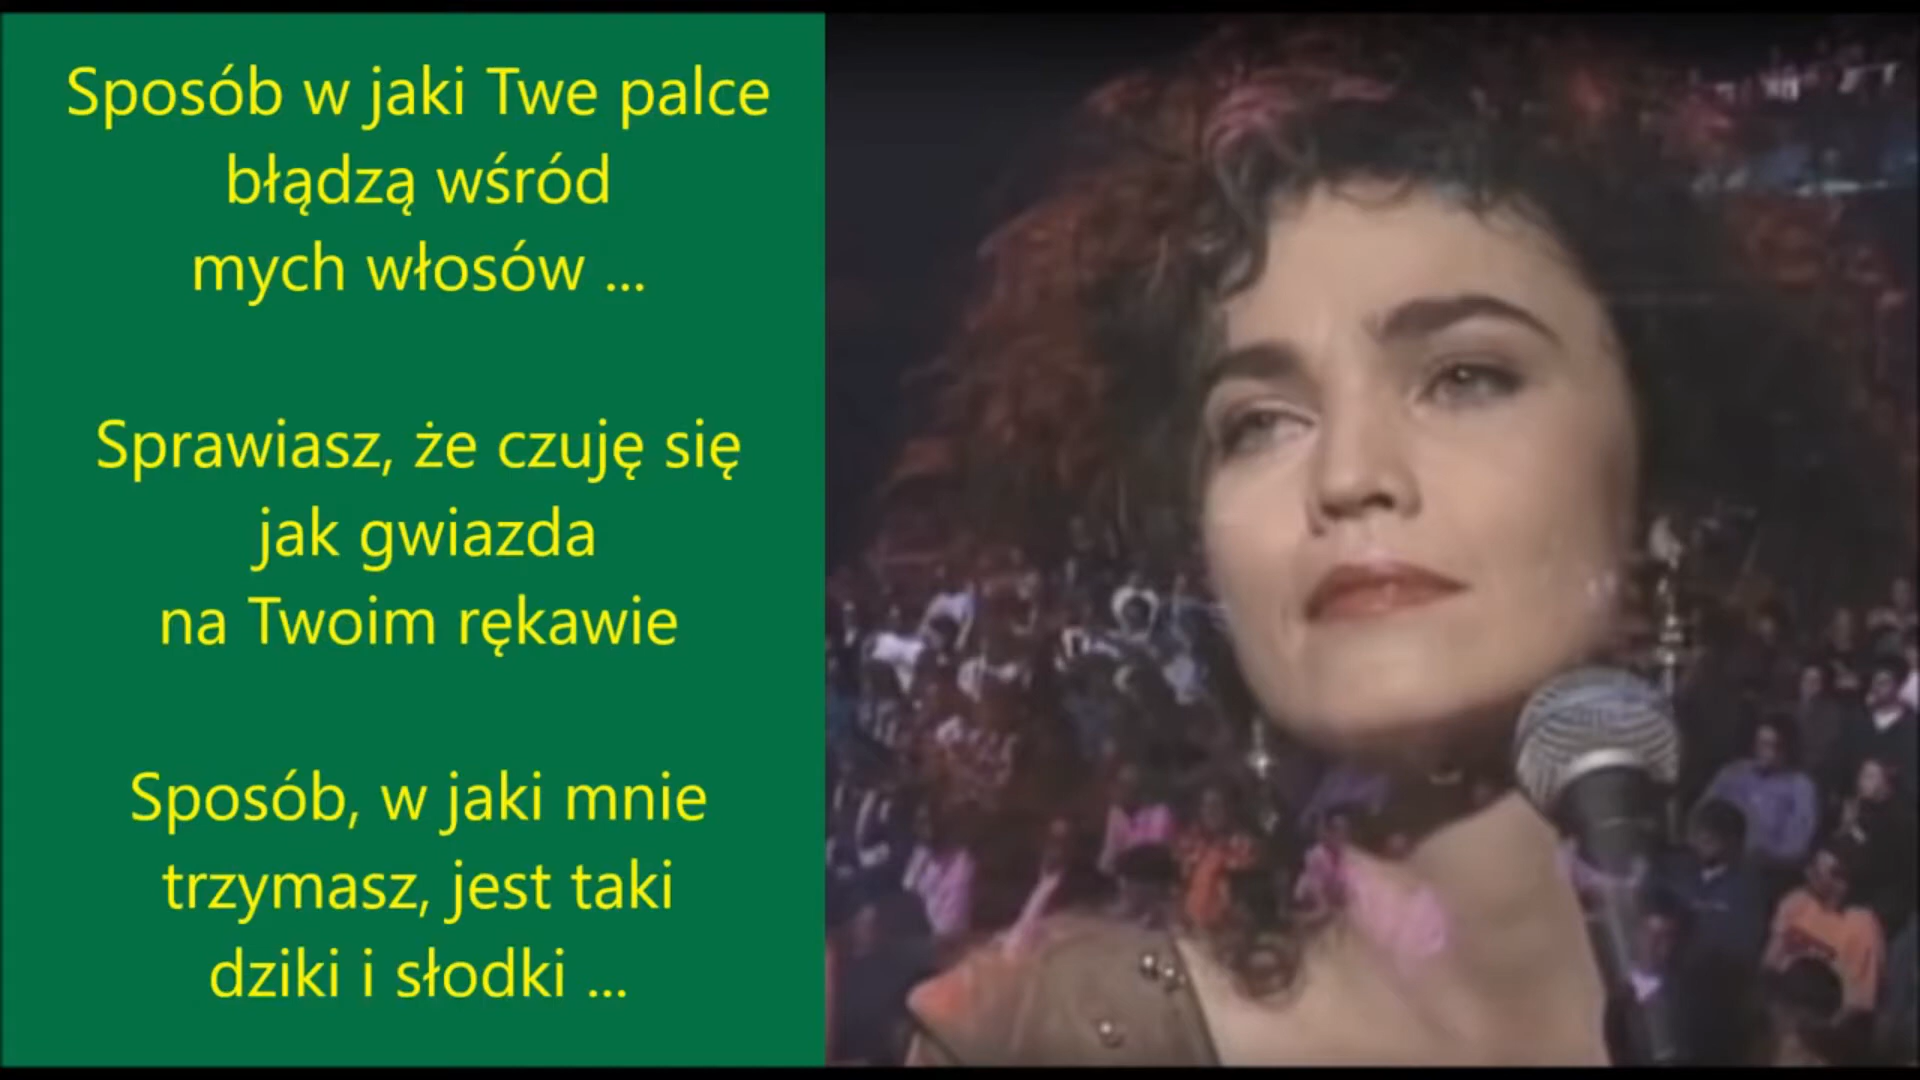 Sposób w jaki Twe palce
błądzą wśród
mych włosów ...
Sprawiasz, że czuję się
jak gwiazda
na Twoim rękawie
Sposób, w jaki mnie
trzymasz, jest taki
dziki i słodki ...